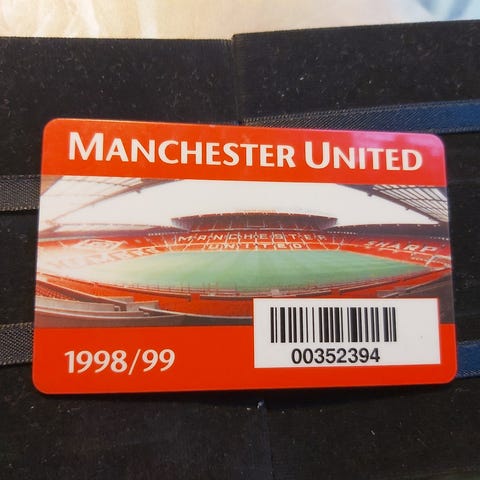 MANCHESTER UNITED
MANCHESTER
UNITED
SHARP
1998/99
00352394